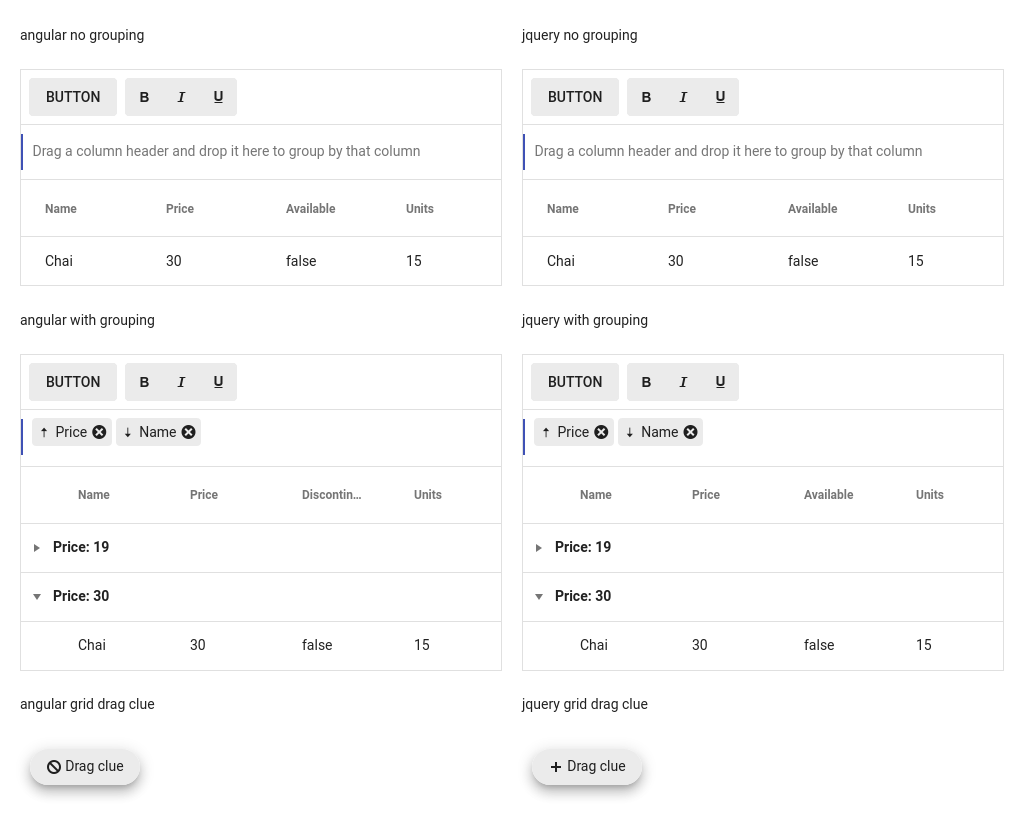 angular no grouping
jquery no grouping
BUTTON B I U
BUTTON B I U
Drag a column header and drop it here to group by that column
Drag a column header and drop it here to group by that column
Name Price Available Units
Name Price Available Units
Chai 30 false 15
Chai 30 false 15
angular with grouping
jquery with grouping
BUTTON B I U
BUTTON B I U
↑ Price ↓ Name
↑ Price ↓ Name
Name Price Discontin... Units
Name Price Available Units
Price: 19
Price: 19
Price: 30
Price: 30
Chai 30 false 15
Chai 30 false 15
angular grid drag clue
jquery grid drag clue
Drag clue
Drag clue